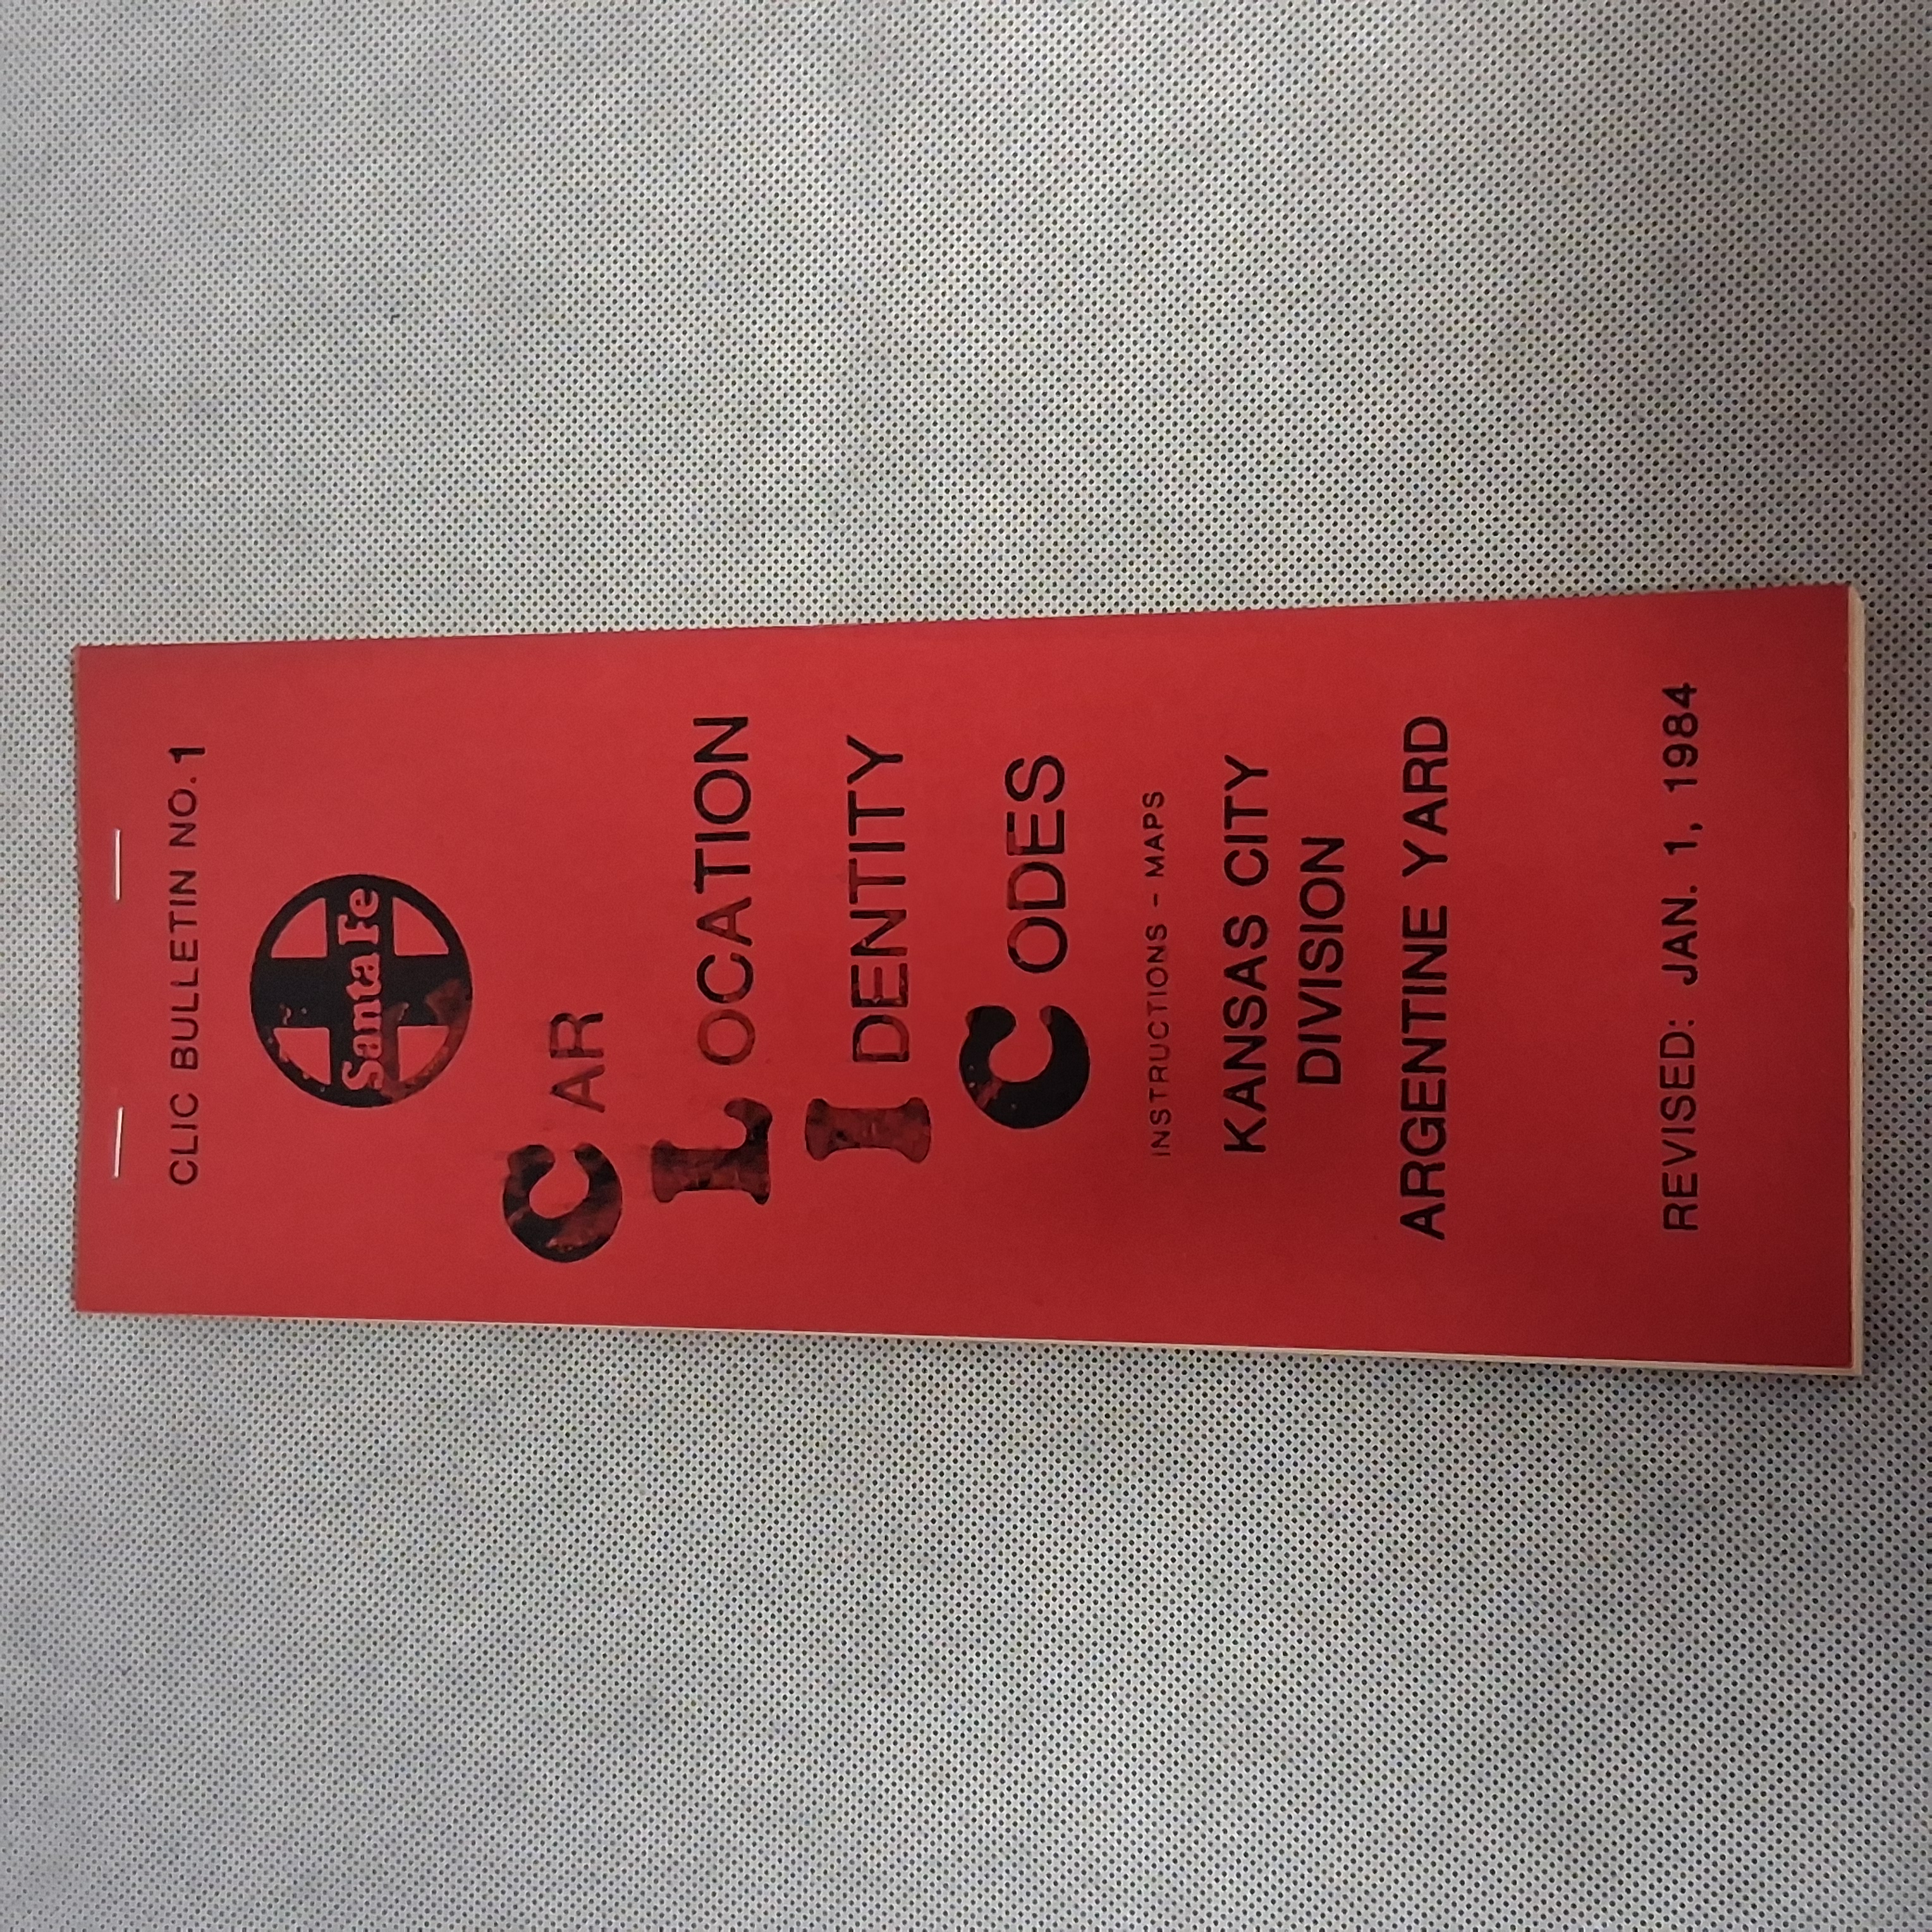 CLIC BULLETIN NO. 1
Santa Fe
CAR
LOCATION
IDENTITY
CODES
INSTRUCTIONS - MAPS
KANSAS CITY
DIVISION
ARGENTINE YARD
REVISED: JAN. 1, 1984